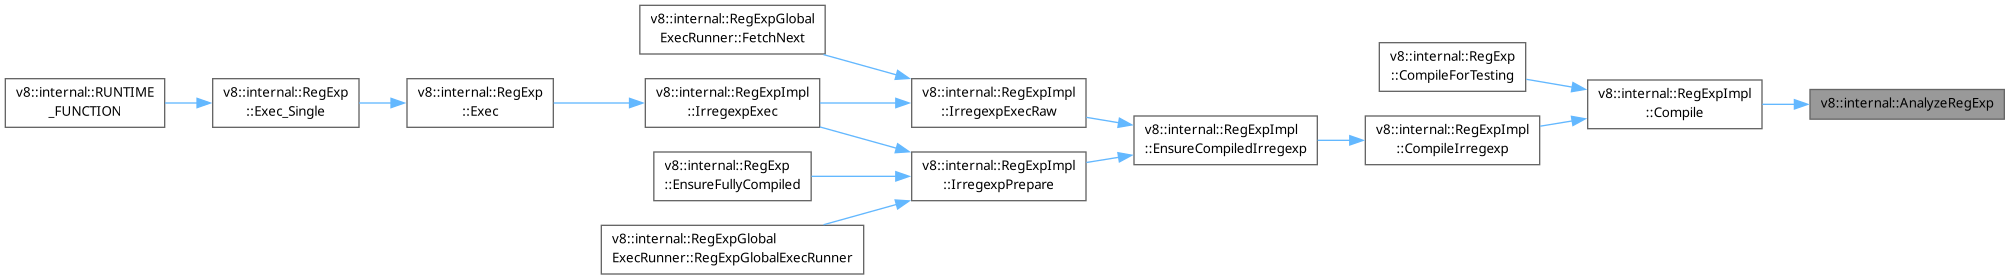 v8::internal::RUNTIME
_FUNCTION
v8::internal::RegExp
::Exec_Single
v8::internal::RegExp
::Exec
v8::internal::RegExpGlobal
ExecRunner::FetchNext
v8::internal::RegExpImpl
::IrregexpExec
v8::internal::RegExp
::EnsureFullyCompiled
v8::internal::RegExpGlobal
ExecRunner::RegExpGlobalExecRunner
v8::internal::RegExpImpl
::IrregexpExecRaw
v8::internal::RegExpImpl
::IrregexpPrepare
v8::internal::RegExpImpl
::EnsureCompiledIrregexp
v8::internal::RegExp
::CompileForTesting
v8::internal::RegExpImpl
::CompileIrregexp
v8::internal::RegExpImpl
::Compile
v8::internal::AnalyzeRegExp